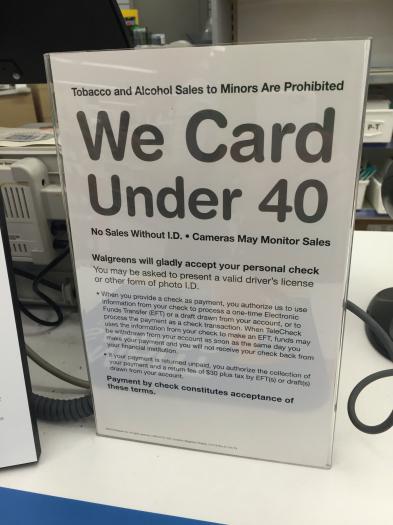 Tobacco and Alcohol Sales to Minors Are Prohibited
We Card
Under 40
No Sales Without I.D. • Cameras May Monitor Sales
Walgreens will gladly accept your personal check
You may be asked to present a valid driver's license
or other form of photo I.D.
• When you provide a check as payment, you authorize us to use
information from your check to process a one-time Electronic
Funds Transfer (EFT) or a draft drawn from your account, or to
process the payment as a check transaction. When TeleCheck
uses the information from your check to make an EFT, funds may
be withdrawn from your account as soon as the same day you
make your payment and you will not receive your check back from
your financial institution.
• If your payment is returned unpaid, you authorize the collection of
your payment and a return fee of $30 plus tax by EFT(s) or draft(s)
drawn from your account.
Payment by check constitutes acceptance of
these terms.
P-T